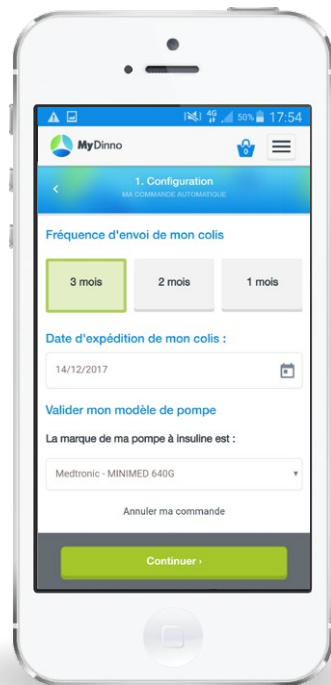 4G 50% 17:54
MyDinno
0
1. Configuration
MA COMMANDE AUTOMATIQUE
Fréquence d'envoi de mon colis
3 mois 2 mois 1 mois
Date d'expédition de mon colis :
14/12/2017
Valider mon modèle de pompe
La marque de ma pompe à insuline est :
Medtronic - MINIMED 640G
Annuler ma commande
Continuer ›